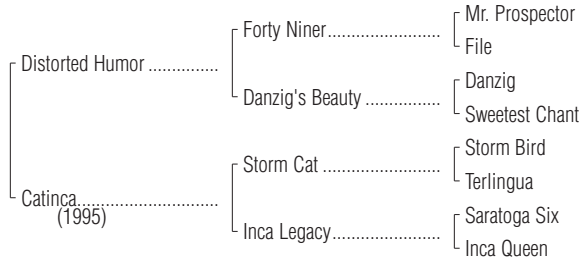 Mr. Prospector
Forty Niner.......................
File
Distorted Humor ...............
Danzig
Danzig's Beauty ................
Sweetest Chant
Storm Bird
Storm Cat .........................
Terlingua
Catinca..............................
(1995)
Saratoga Six
Inca Legacy.......................
Inca Queen